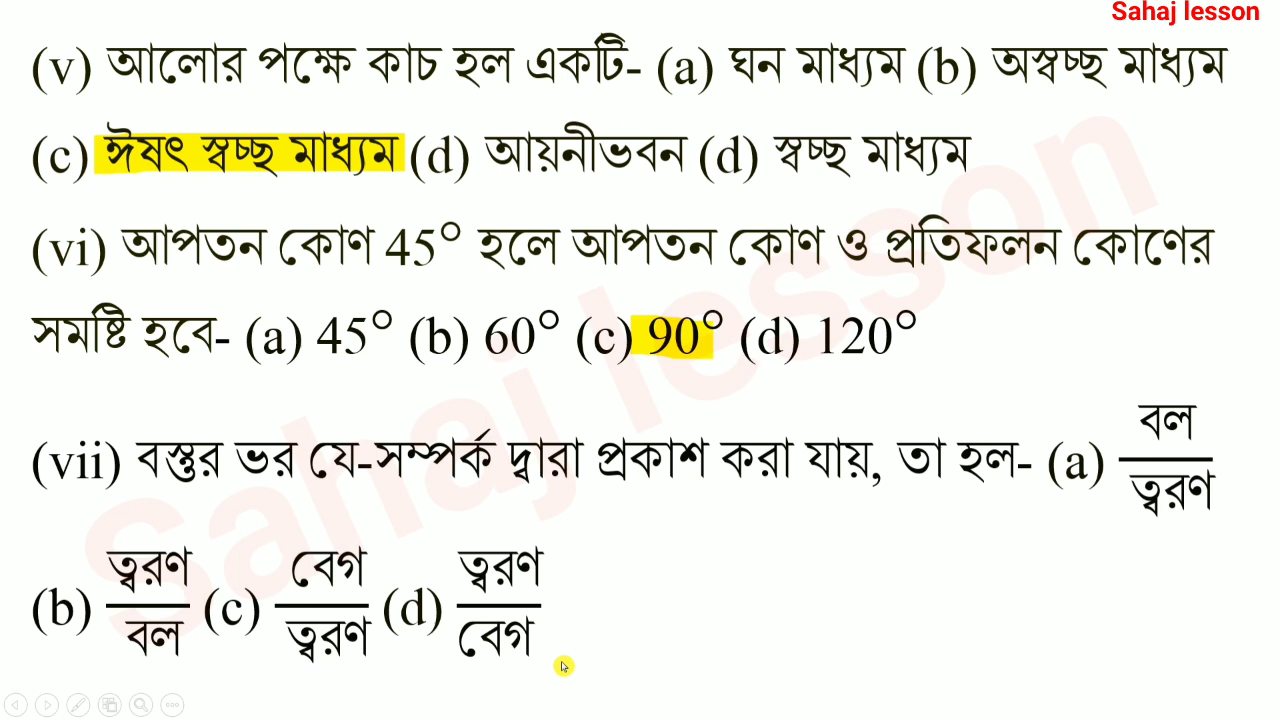 Sahaj lesson
(v) আলোর পক্ষে কাচ হল একটি- (a) ঘন মাধ্যম (b) অস্বচ্ছ মাধ্যম
(c) ঈষৎ স্বচ্ছ মাধ্যম (d) আয়নীভবন (d) স্বচ্ছ মাধ্যম
(vi) আপতন কোণ 45° হলে আপতন কোণ ও প্রতিফলন কোণের
সমষ্টি হবে- (a) 45° (b) 60° (c) 90° (d) 120°
(vii) বস্তুর ভর যে-সম্পর্ক দ্বারা প্রকাশ করা যায়, তা হল- (a) বল/ত্বরণ
(b) ত্বরণ/বল (c) বেগ/ত্বরণ (d) ত্বরণ/বেগ
Sahaj lesson